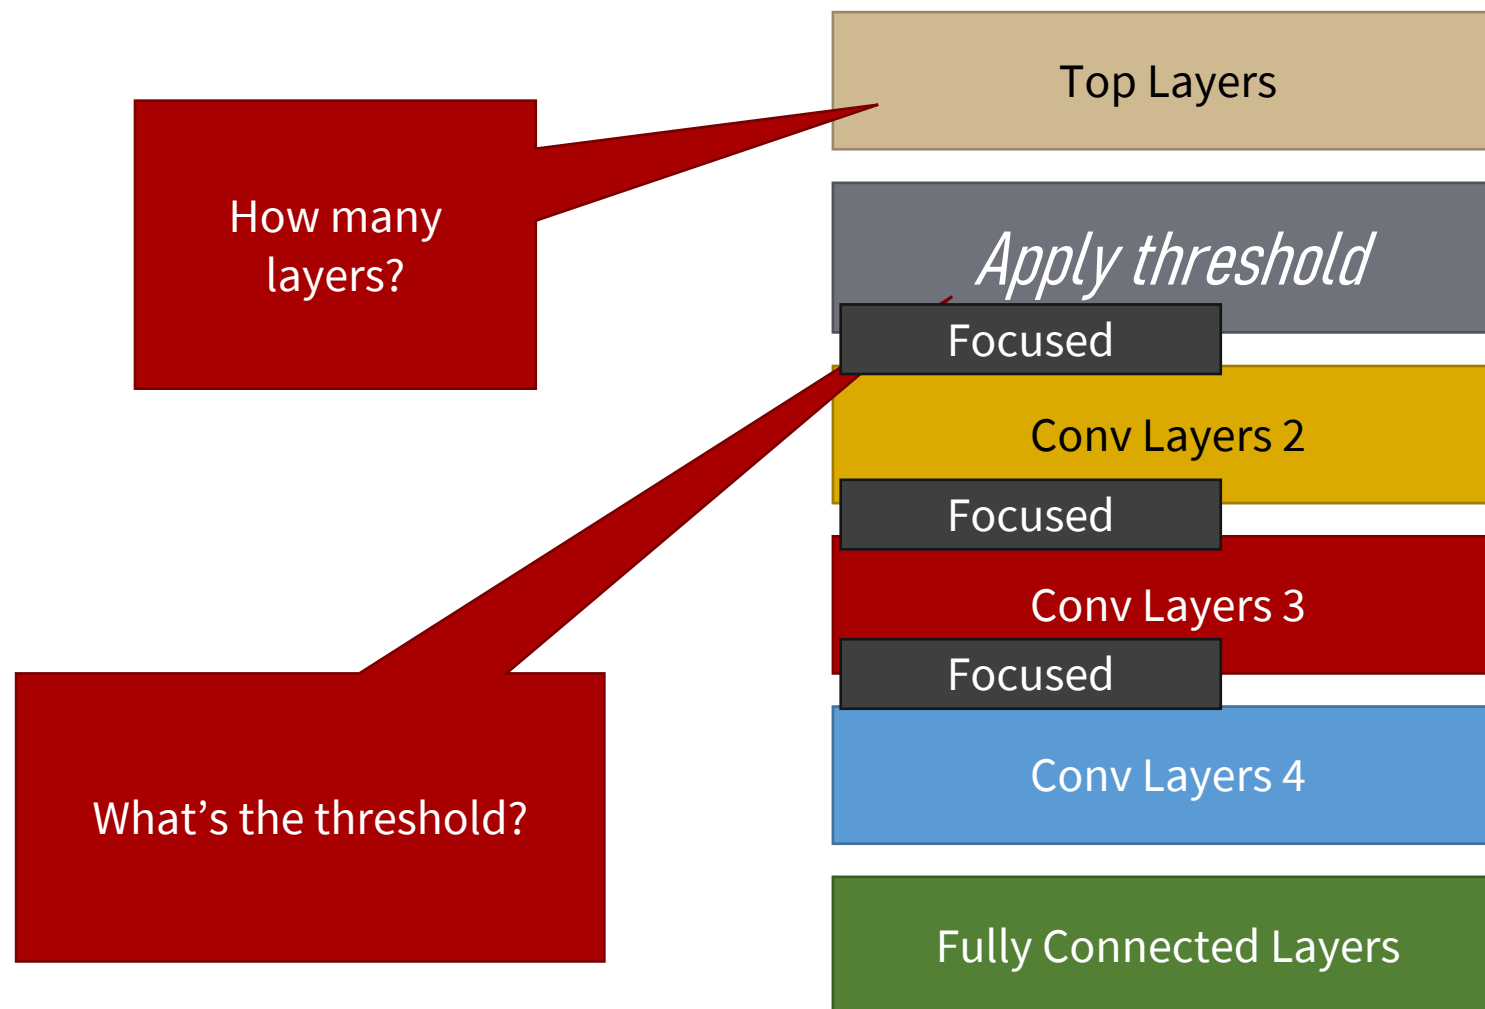 Top Layers
How many
layers?
Apply threshold
Focused
Conv Layers 2
Focused
Conv Layers 3
Focused
Conv Layers 4
What’s the threshold?
Fully Connected Layers